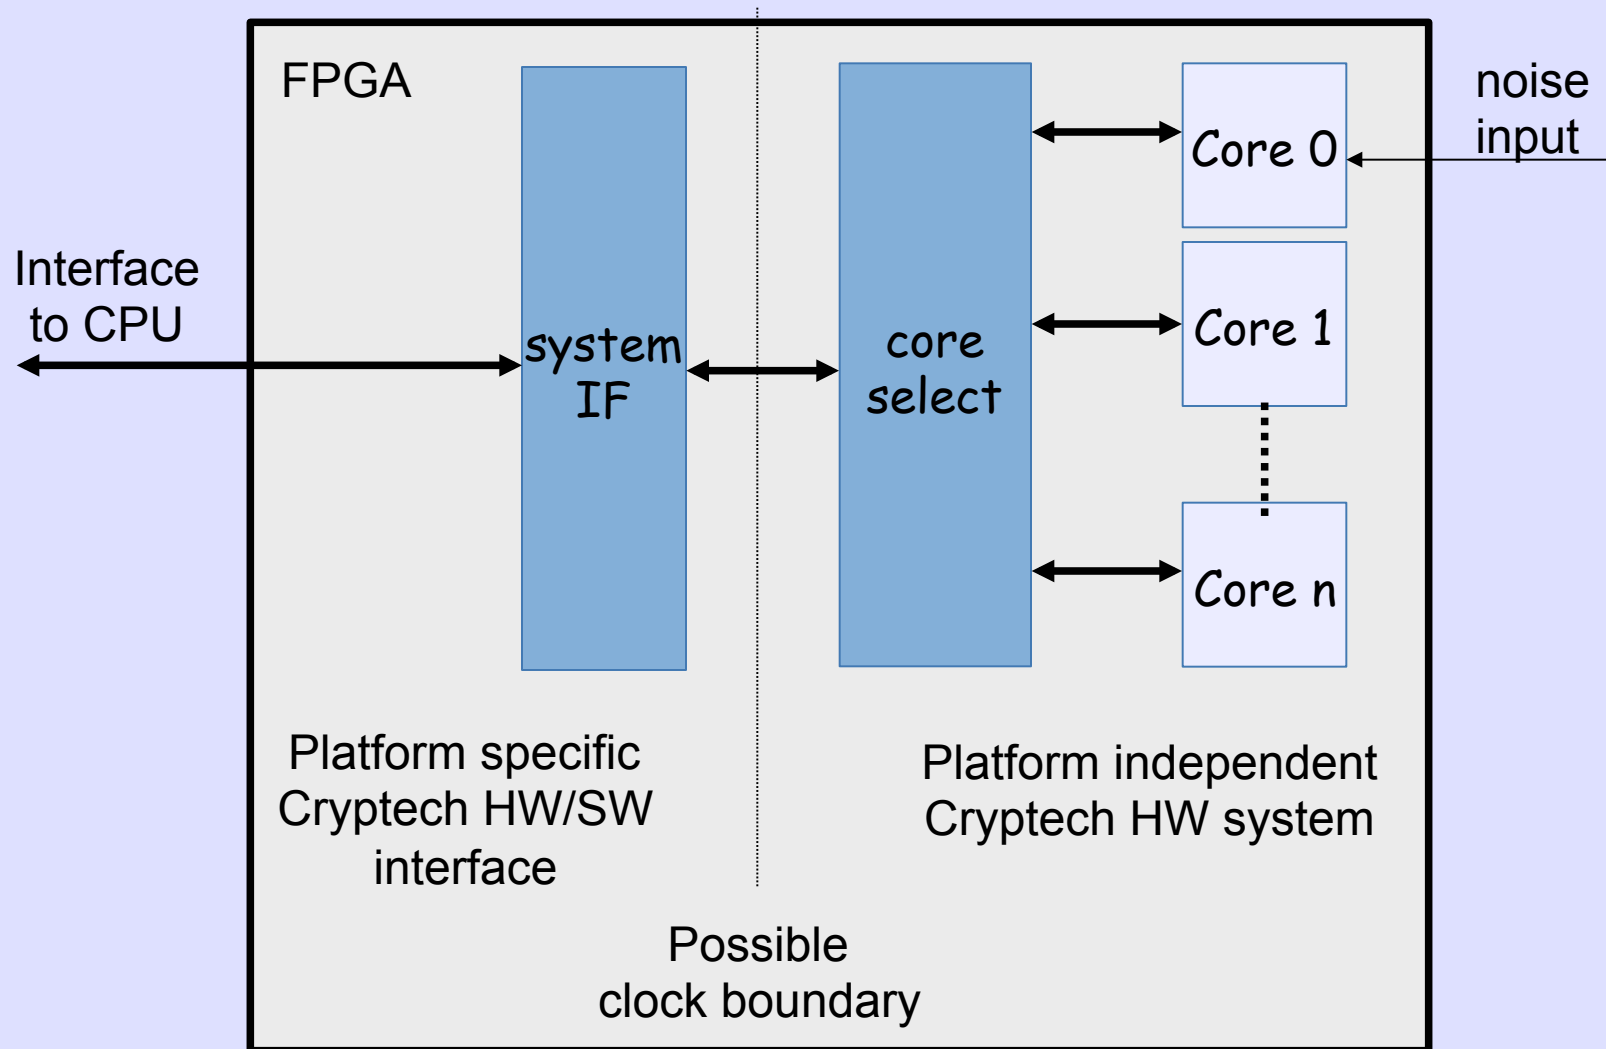 FPGA
noise
input
Core 0
Interface
to CPU
system
IF
core
select
Core 1
Core n
Platform specific
Cryptech HW/SW
interface
Platform independent
Cryptech HW system
Possible
clock boundary